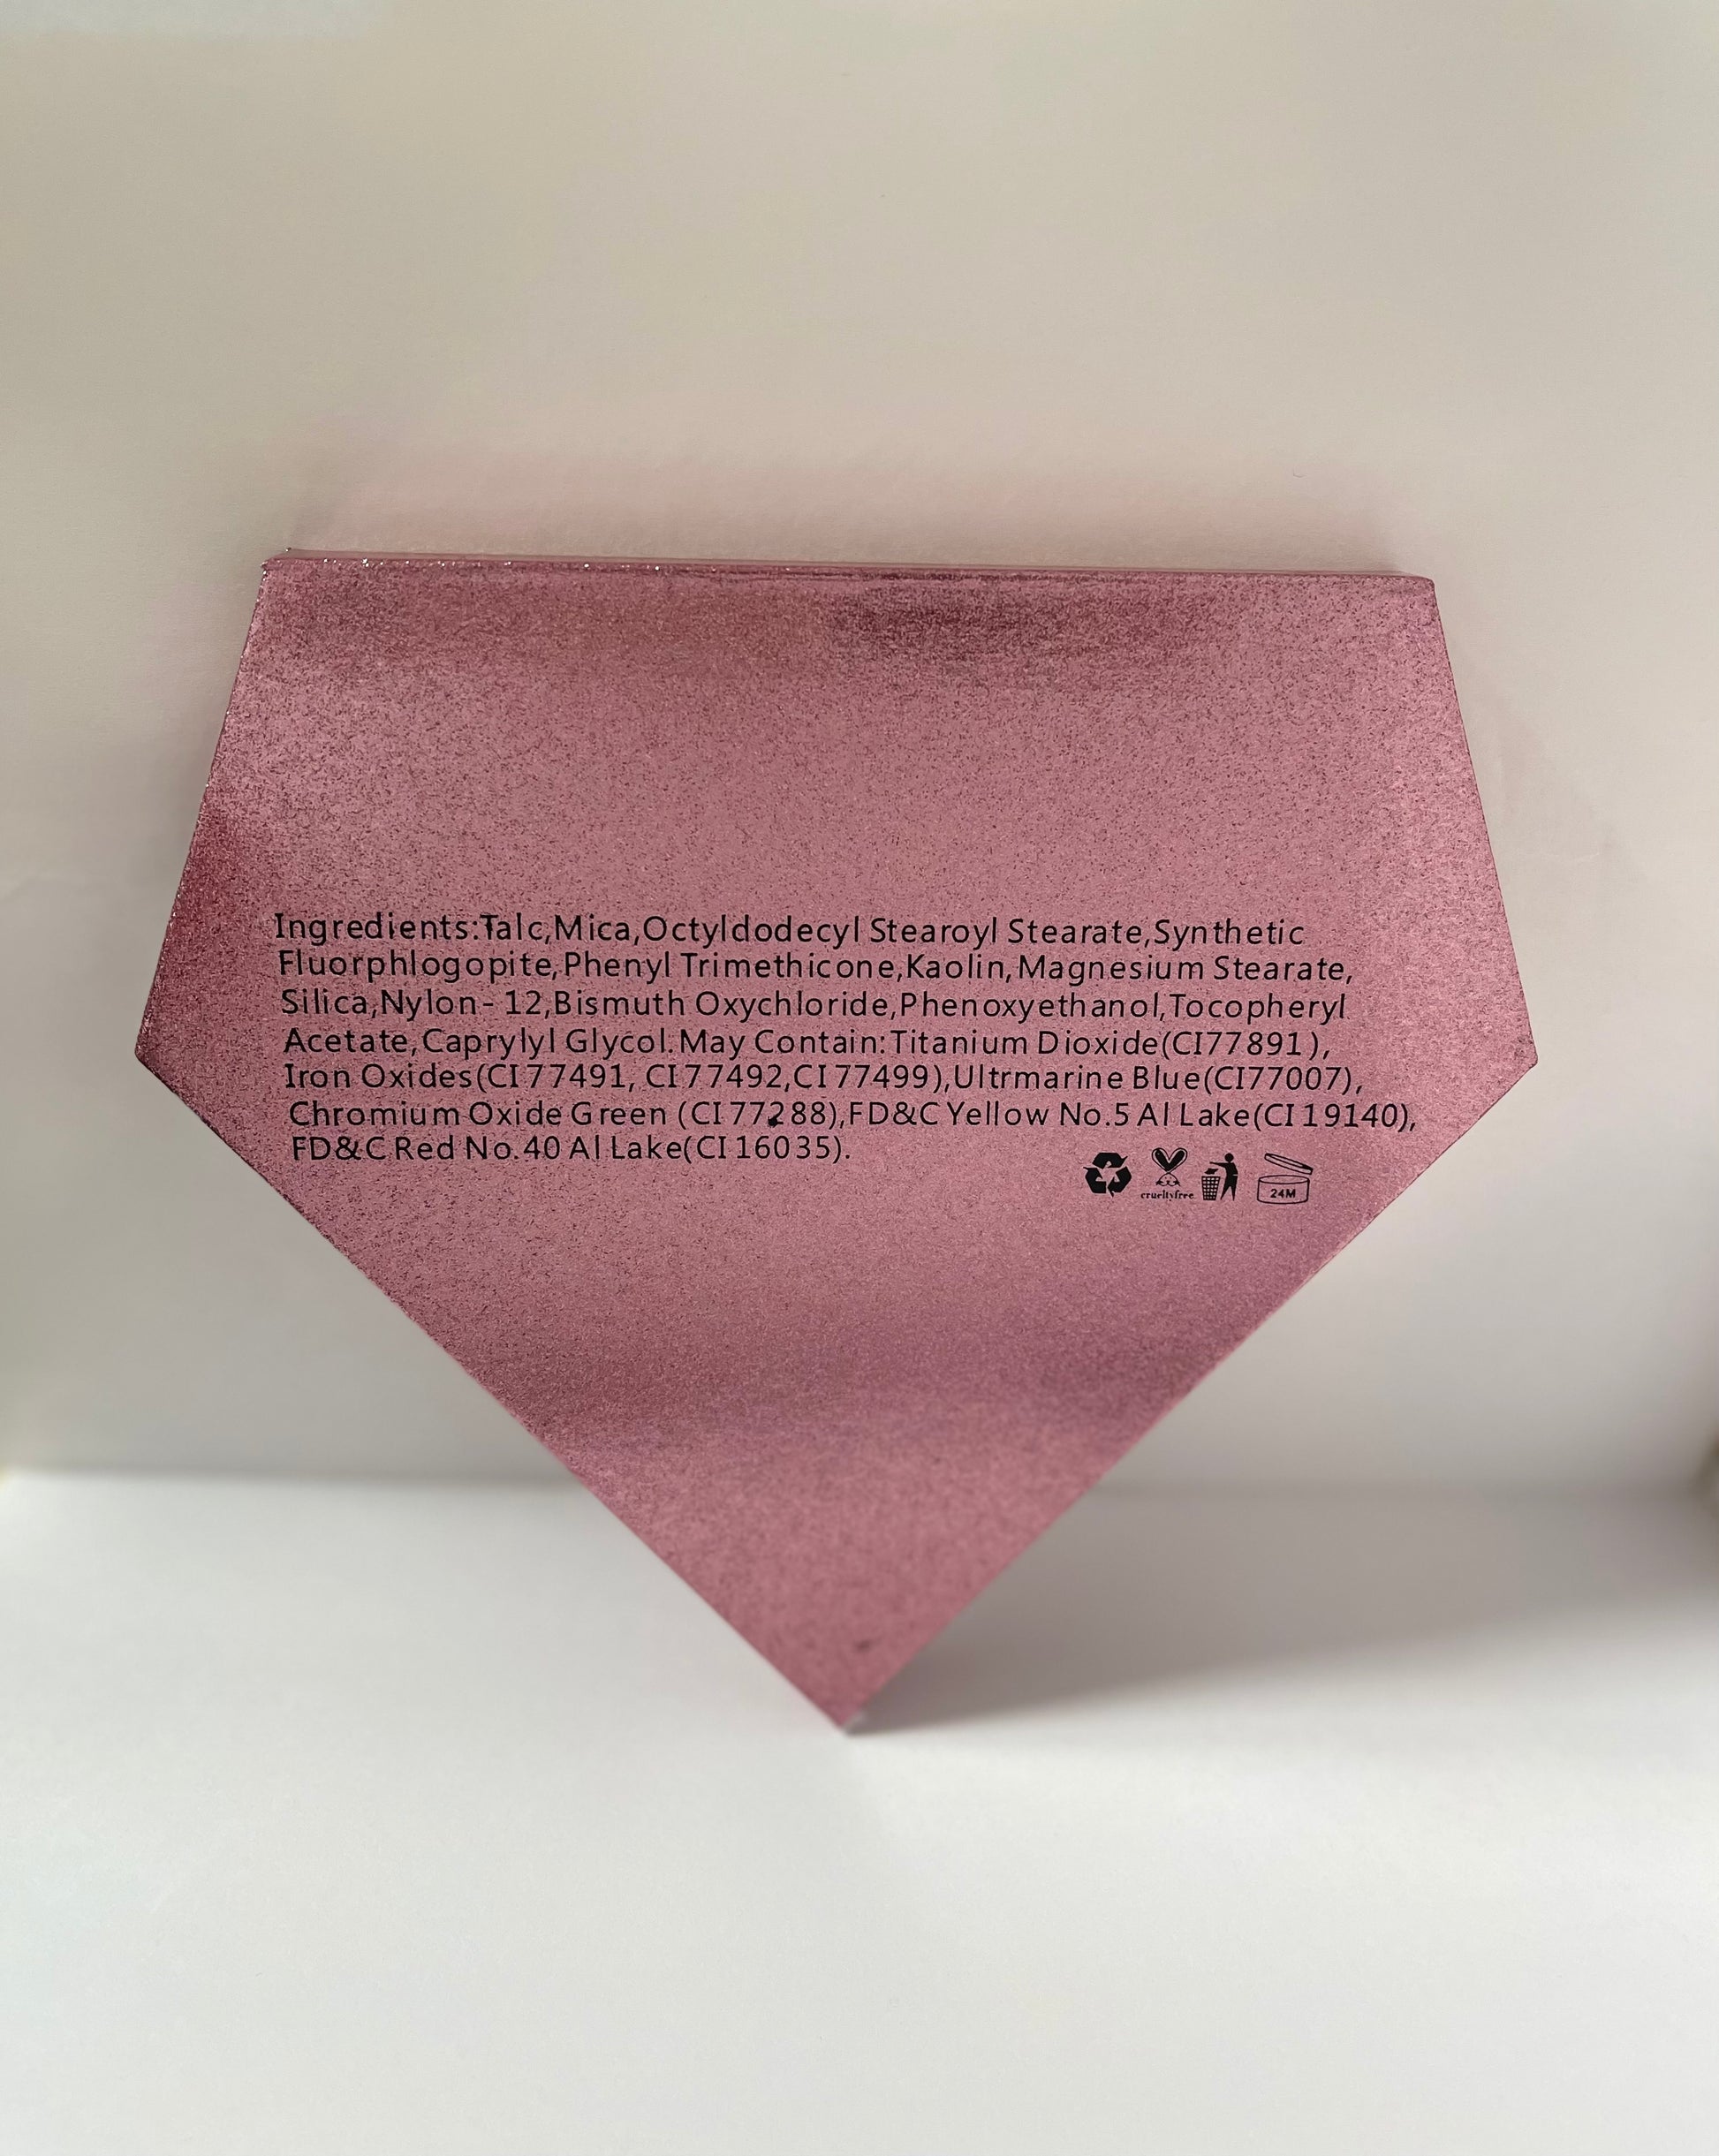 Ingredients:Talc,Mica,Octyldodecyl Stearoyl Stearate,Synthetic
Fluorphlogopite,Phenyl Trimethicone,Kaolin,Magnesium Stearate,
Silica,Nylon- 12,Bismuth Oxychloride,Phenoxyethanol,Tocopheryl
Acetate,Caprylyl Glycol.May Contain:Titanium Dioxide(CI77891),
Iron Oxides(CI 77491, CI 77492,CI 77499),Ultrmarine Blue(CI77007),
Chromium Oxide Green (CI 77288),FD&C Yellow No.5 Al Lake(CI 19140),
FD&C Red No.40 Al Lake(CI 16035).
crueltyfree
24M